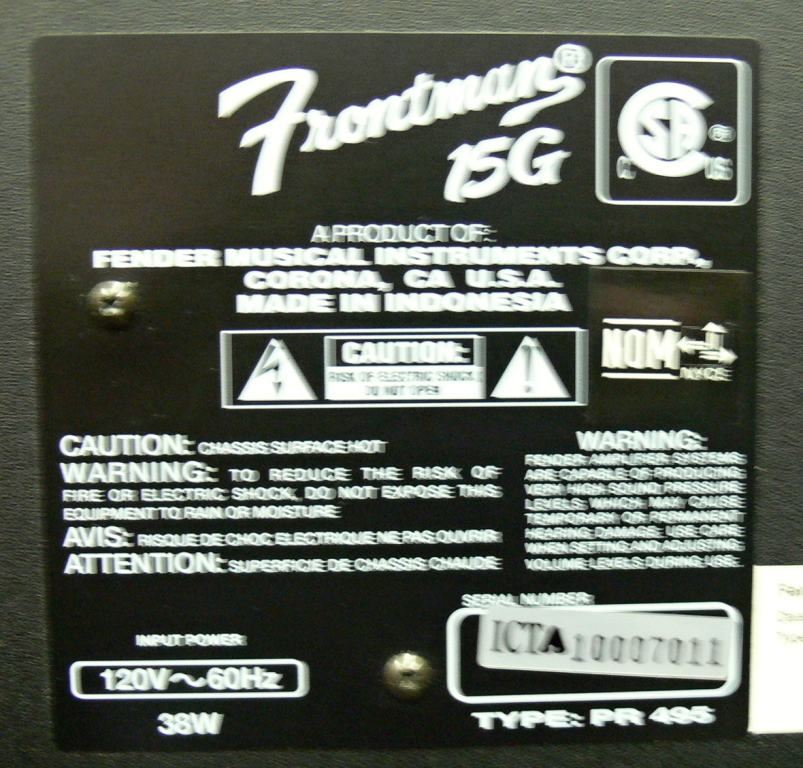 Frontman®
15G
SA ®
C US
A PRODUCT OF:
FENDER MUSICAL INSTRUMENTS CORP.,
CORONA, CA U.S.A.
MADE IN INDONESIA
NOM
NYCE
CAUTION:
RISK OF ELECTRIC SHOCK
DO NOT OPEN
CAUTION: CHASSIS SURFACE HOT
WARNING: TO REDUCE THE RISK OF
FIRE OR ELECTRIC SHOCK, DO NOT EXPOSE THIS
EQUIPMENT TO RAIN OR MOISTURE
AVIS: RISQUE DE CHOC ELECTRIQUE NE PAS OUVRIR
ATTENTION: SUPERFICIE DE CHASSIS CHAUDE
WARNING:
FENDER AMPLIFIER SYSTEMS
ARE CAPABLE OF PRODUCING
VERY HIGH SOUND PRESSURE
LEVELS, WHICH MAY CAUSE
TEMPORARY OR PERMANENT
HEARING DAMAGE. USE CARE
WHEN SETTING AND ADJUSTING
VOLUME LEVELS DURING USE.
INPUT POWER:
120V~60Hz
38W
SERIAL NUMBER:
ICTA 10007011
TYPE: PR 495